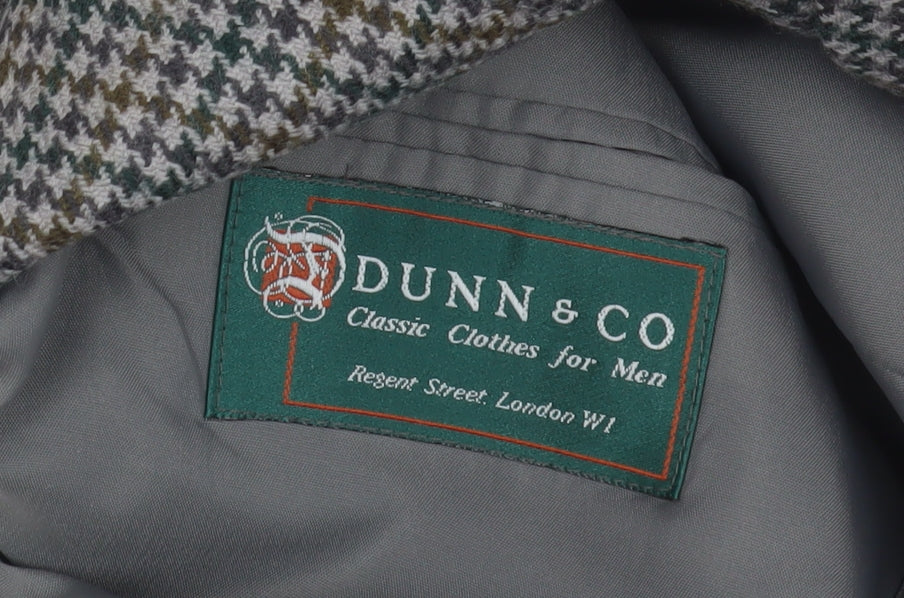 DUNN & CO
Classic Clothes for Men
Regent Street London W1